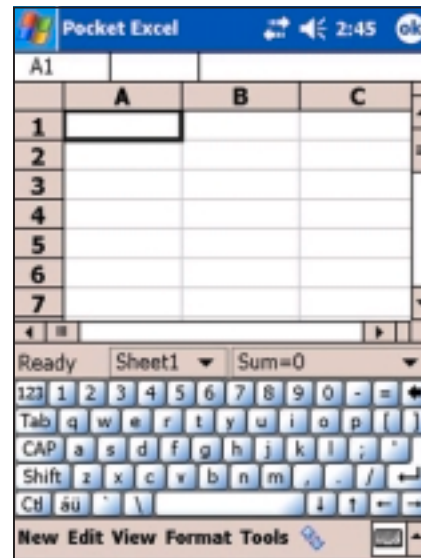 Pocket Excel 2:45 ok
A1
A B C
1
2
3
4
5
6
7
Ready Sheet1 Sum=0
123 1 2 3 4 5 6 7 8 9 0 - =
Tab q w e r t y u i o p [ ]
CAP a s d f g h j k l ; '
Shift z x c v b n m , . /
Ctl áü ` \
New Edit View Format Tools